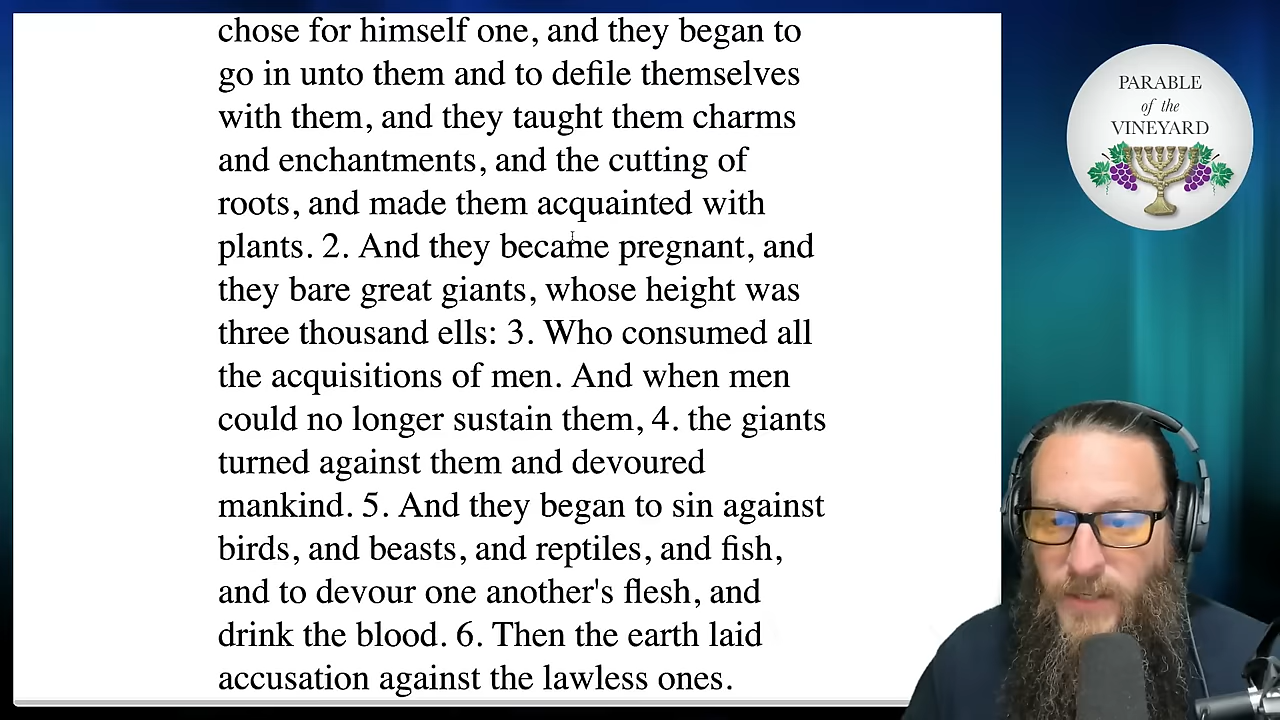 chose for himself one, and they began to
go in unto them and to defile themselves
with them, and they taught them charms
and enchantments, and the cutting of
roots, and made them acquainted with
plants. 2. And they became pregnant, and
they bare great giants, whose height was
three thousand ells: 3. Who consumed all
the acquisitions of men. And when men
could no longer sustain them, 4. the giants
turned against them and devoured
mankind. 5. And they began to sin against
birds, and beasts, and reptiles, and fish,
and to devour one another's flesh, and
drink the blood. 6. Then the earth laid
accusation against the lawless ones.
PARABLE
of the
VINEYARD